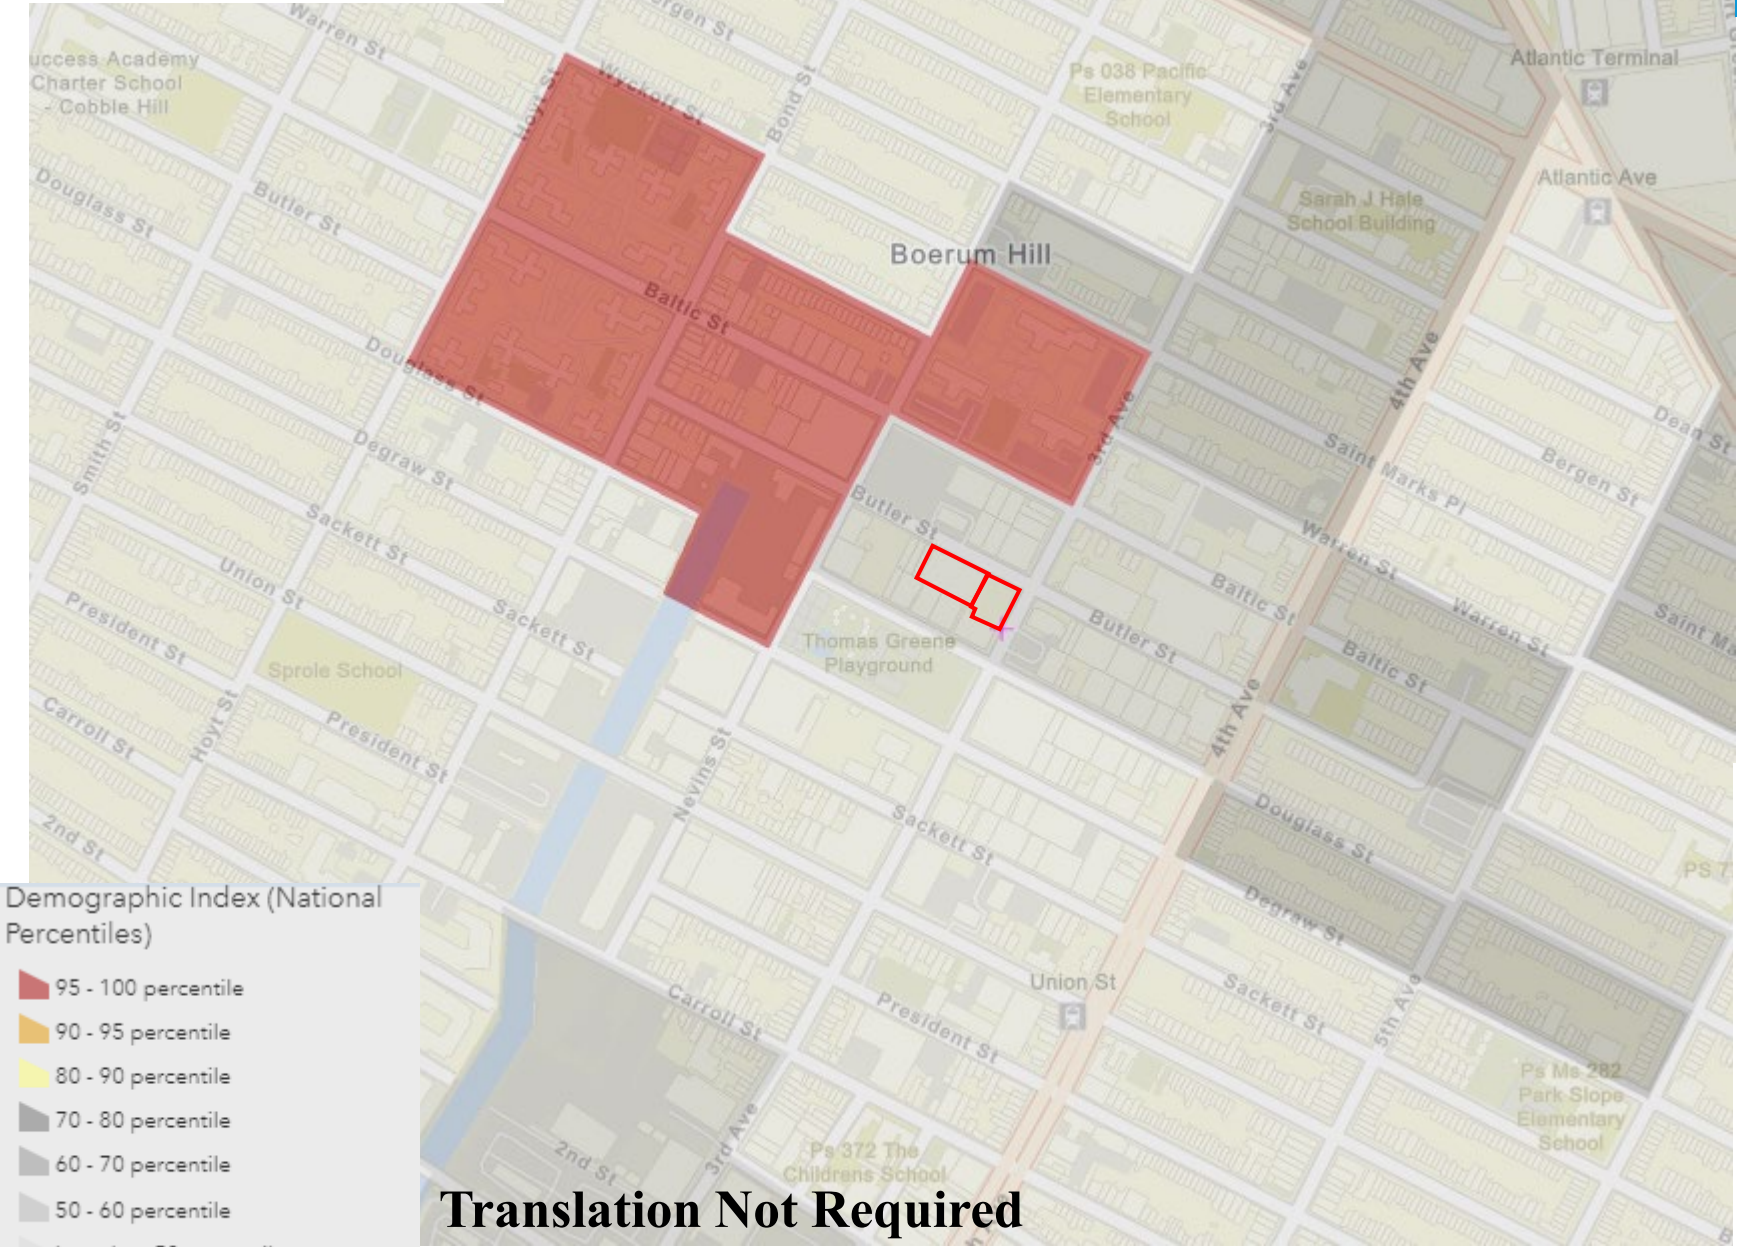 Warren St
ergen St
Atlantic Terminal
uccess Academy
Charter School
- Cobble Hill
Hoyt St
Wyckoff St
Bond St
Ps 038 Pacific
Elementary
School
3rd Ave
Atlantic Ave
Douglass St
Butler St
Sarah J Hale
School Building
Boerum Hill
Baltic St
Douglass St
3rd Ave
4th Ave
Dean St
Smith St
Degraw St
Saint Marks Pl
Bergen St
Sackett St
Butler St
Warren St
Union St
President St
Sackett St
Thomas Greene
Playground
Butler St
Baltic St
Warren St
Baltic St
Saint Ma
Sprole School
Carroll St
Hoyt St
President St
Nevins St
4th Ave
2nd St
Sackett St
Douglass St
PS 7
Degraw St
Demographic Index (National
Percentiles)
95 - 100 percentile
90 - 95 percentile
80 - 90 percentile
70 - 80 percentile
60 - 70 percentile
50 - 60 percentile
Carroll St
President St
Union St
Sackett St
5th Ave
Ps Ms 282
Park Slope
Elementary
School
2nd St
3rd Ave
Ps 372 The
Childrens School
Translation Not Required